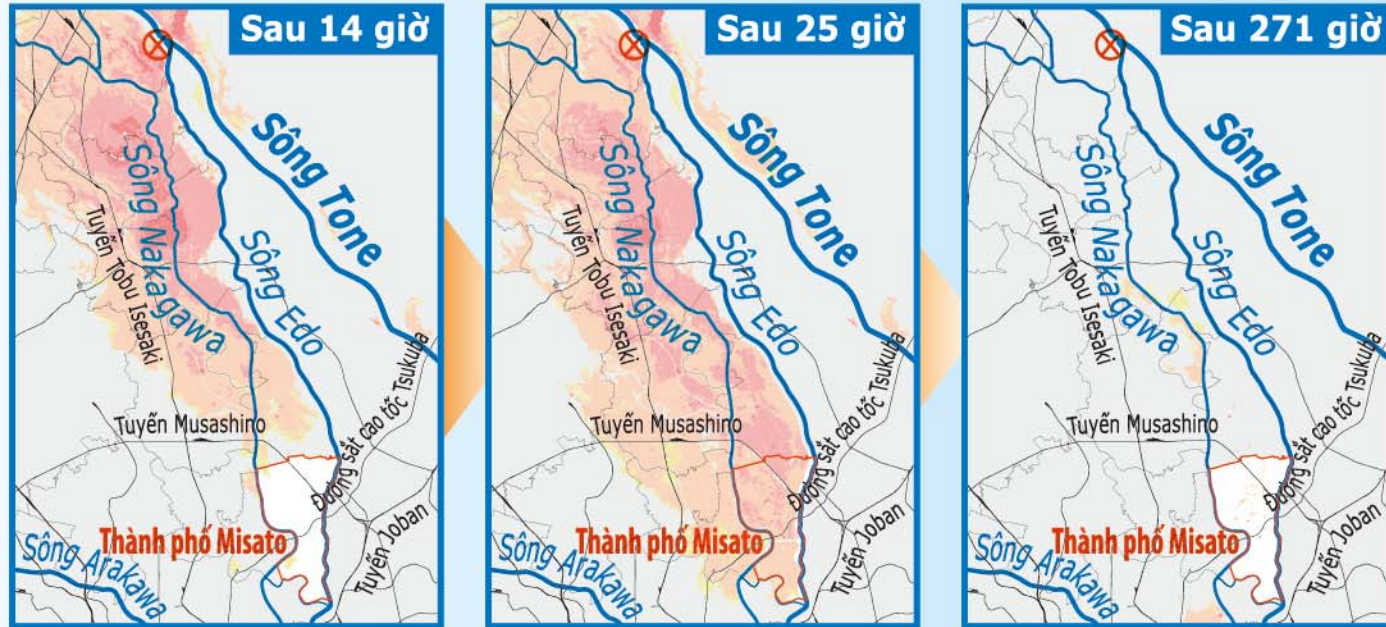 Sau 14 giờ
Sông Tone
Sông Nakagawa
Sông Edo
Tuyến Tobu Isesaki
Tuyến Musashino
Đường sắt cao tốc Tsukuba
Thành phố Misato
Tuyến Joban
Sông Arakawa
Sau 25 giờ
Sông Tone
Sông Nakagawa
Sông Edo
Tuyến Tobu Isesaki
Tuyến Musashino
Đường sắt cao tốc Tsukuba
Thành phố Misato
Tuyến Joban
Sông Arakawa
Sau 271 giờ
Sông Tone
Sông Nakagawa
Sông Edo
Tuyến Tobu Isesaki
Tuyến Musashino
Đường sắt cao tốc Tsukuba
Thành phố Misato
Tuyến Joban
Sông Arakawa